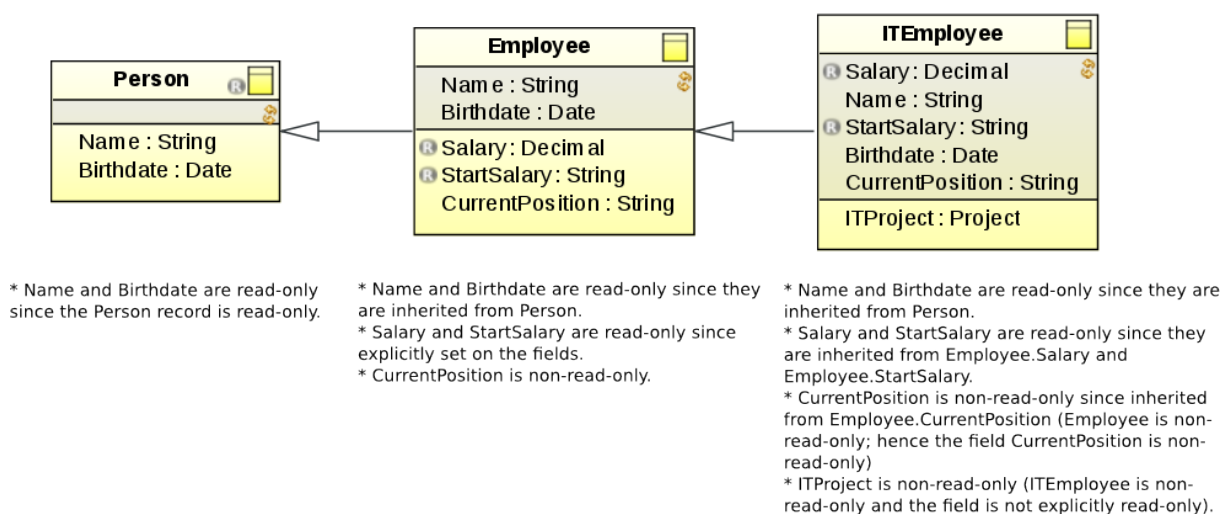 Person
R
Name : String
Birthdate : Date
Employee
Name : String
Birthdate : Date
R Salary : Decimal
R StartSalary : String
CurrentPosition : String
ITEmployee
R Salary : Decimal
Name : String
R StartSalary : String
Birthdate : Date
CurrentPosition : String
ITProject : Project
* Name and Birthdate are read-only
since the Person record is read-only.
* Name and Birthdate are read-only since they
are inherited from Person.
* Salary and StartSalary are read-only since
explicitly set on the fields.
* CurrentPosition is non-read-only.
* Name and Birthdate are read-only since they are
inherited from Person.
* Salary and StartSalary are read-only since they
are inherited from Employee.Salary and
Employee.StartSalary.
* CurrentPosition is non-read-only since inherited
from Employee.CurrentPosition (Employee is non-
read-only; hence the field CurrentPosition is non-
read-only)
* ITProject is non-read-only (ITEmployee is non-
read-only and the field is not explicitly read-only).